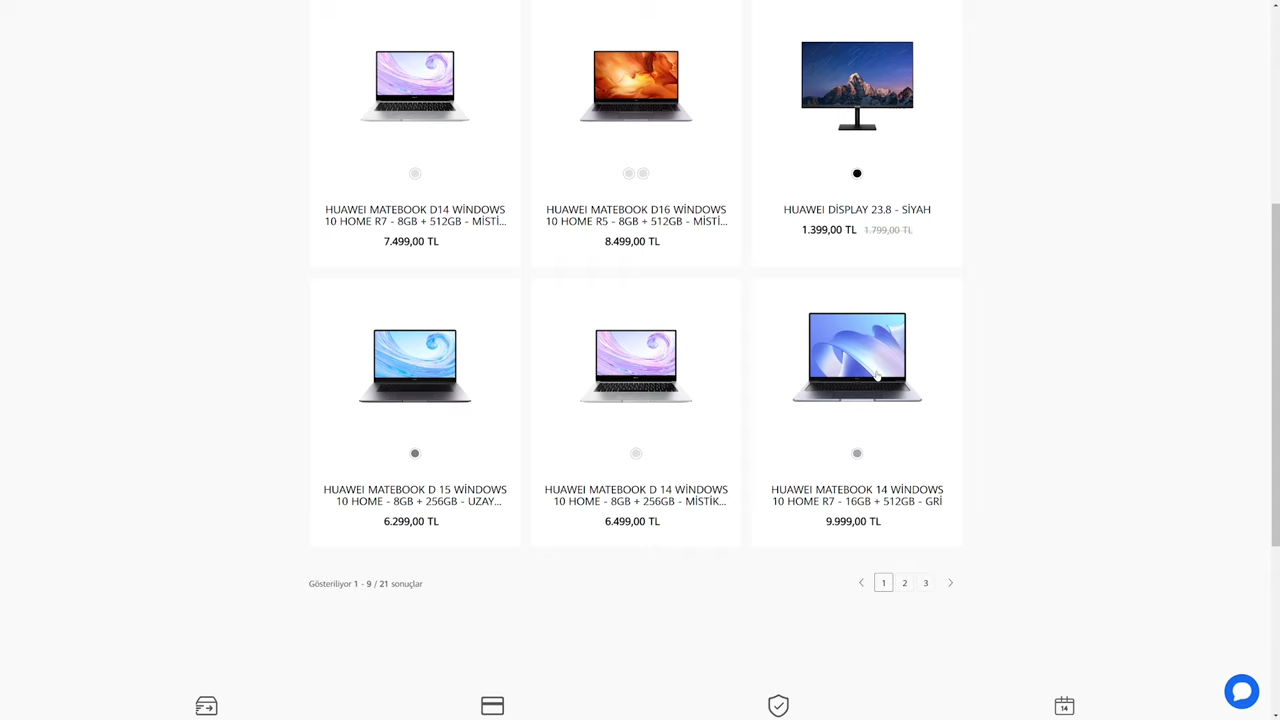 HUAWEI MATEBOOK D14 WİNDOWS
10 HOME R7 - 8GB + 512GB - MİSTİ...
7.499,00 TL
HUAWEI MATEBOOK D16 WİNDOWS
10 HOME R5 - 8GB + 512GB - MİSTİ...
8.499,00 TL
HUAWEI DİSPLAY 23.8 - SİYAH
1.399,00 TL 1.799,00 TL
HUAWEI MATEBOOK D 15 WINDOWS
10 HOME - 8GB + 256GB - UZAY...
6.299,00 TL
HUAWEI MATEBOOK D 14 WINDOWS
10 HOME - 8GB + 256GB - MİSTİK...
6.499,00 TL
HUAWEI MATEBOOK 14 WİNDOWS
10 HOME R7 - 16GB + 512GB - GRİ
9.999,00 TL
Gösteriliyor 1 - 9 / 21 sonuçlar
1 2 3
14